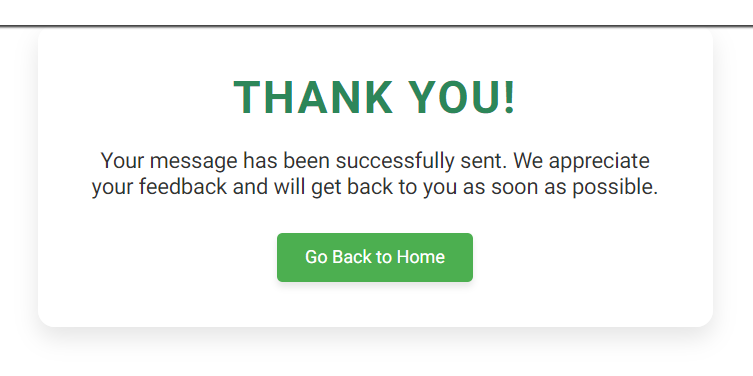 THANK YOU!
Your message has been successfully sent. We appreciate
your feedback and will get back to you as soon as possible.
Go Back to Home